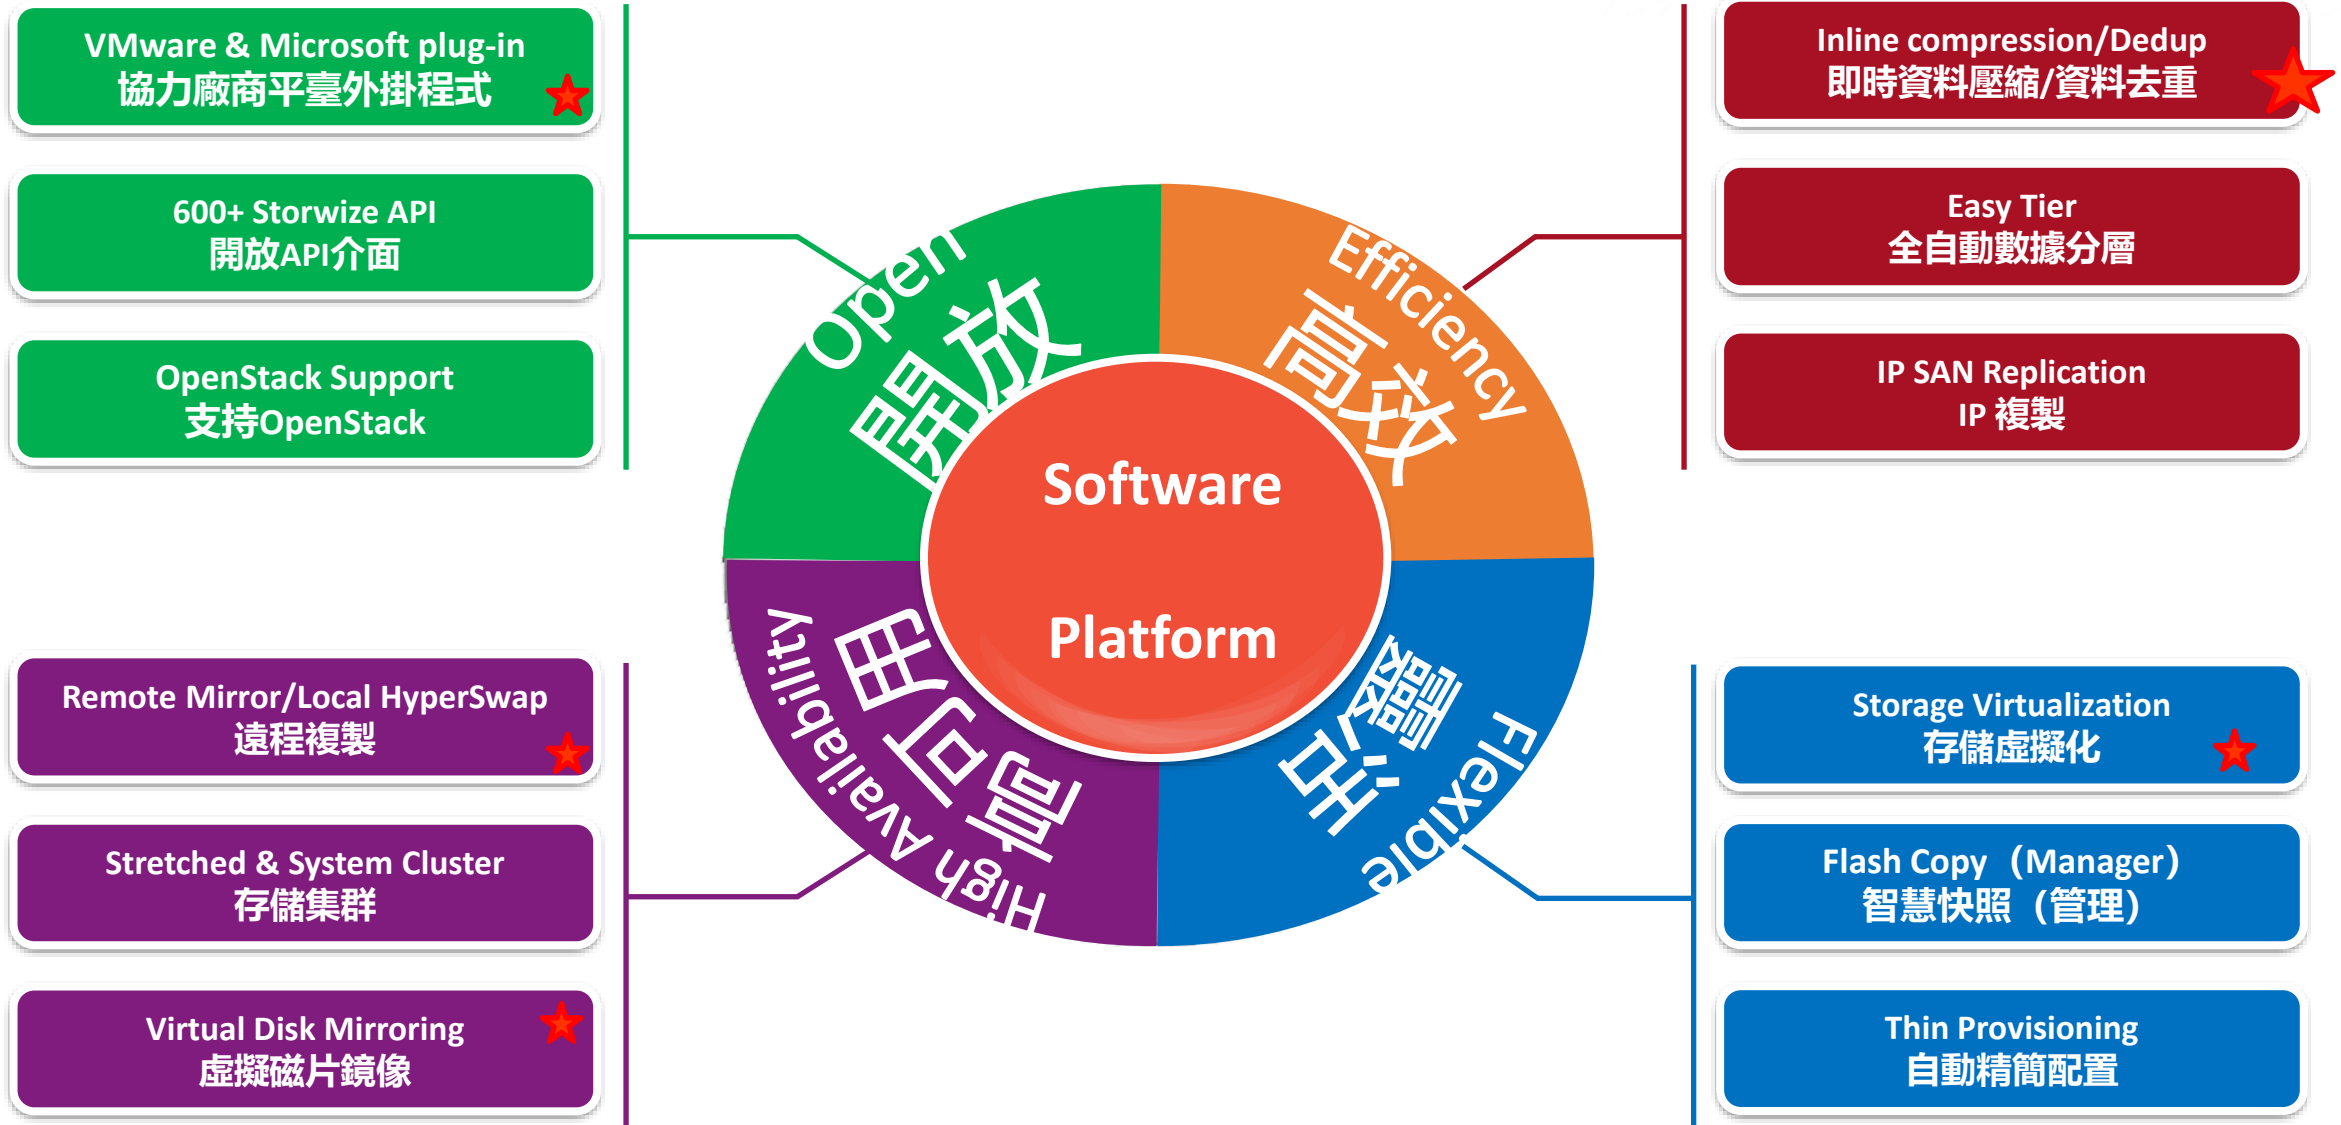 VMware & Microsoft plug-in
協力廠商平臺外掛程式
600+ Storwize API
開放API介面
OpenStack Support
支持OpenStack
Inline compression/Dedup
即時資料壓縮/資料去重
Easy Tier
全自動數據分層
IP SAN Replication
IP 複製
Open
開放
Efficiency
高效
Software
Platform
High Availability
高可用
Flexible
靈活
Remote Mirror/Local HyperSwap
遠程複製
Stretched & System Cluster
存儲集群
Virtual Disk Mirroring
虛擬磁片鏡像
Storage Virtualization
存儲虛擬化
Flash Copy（Manager）
智慧快照（管理）
Thin Provisioning
自動精簡配置